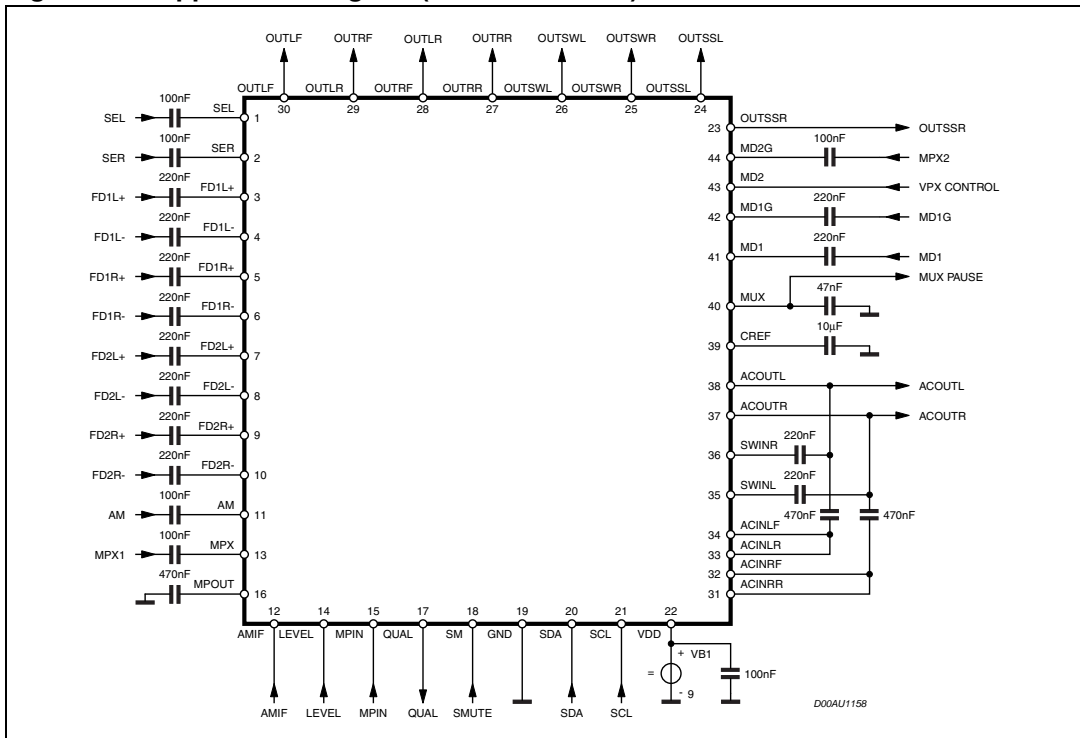 OUTLF OUTRF OUTLR OUTRR OUTSWL OUTSWR OUTSSL
OUTLF OUTLR OUTRF OUTRR OUTSWL OUTSWR OUTSSL
30 29 28 27 26 25 24
SEL 100nF SEL 1
SER 100nF SER 2
FD1L+ 220nF FD1L+ 3
FD1L- 220nF FD1L- 4
FD1R+ 220nF FD1R+ 5
FD1R- 220nF FD1R- 6
FD2L+ 220nF FD2L+ 7
FD2L- 220nF FD2L- 8
FD2R+ 220nF FD2R+ 9
FD2R- 220nF FD2R- 10
AM 100nF AM 11
MPX1 100nF MPX 13
470nF MPOUT 16
23 OUTSSR OUTSSR
44 MD2G 100nF MPX2
43 MD2 VPX CONTROL
42 MD1G 220nF MD1G
41 MD1 220nF MD1
MUX PAUSE
40 MUX 47nF
39 CREF 10µF
38 ACOUTL ACOUTL
37 ACOUTR ACOUTR
36 SWINR 220nF
35 SWINL 220nF
470nF 470nF
34 ACINLF
33 ACINLR
32 ACINRF
31 ACINRR
12 14 15 17 18 19 20 21 22
AMIF LEVEL MPIN QUAL SM GND SDA SCL VDD
+ VB1
= - 9
100nF
AMIF LEVEL MPIN QUAL SMUTE SDA SCL
D00AU1158